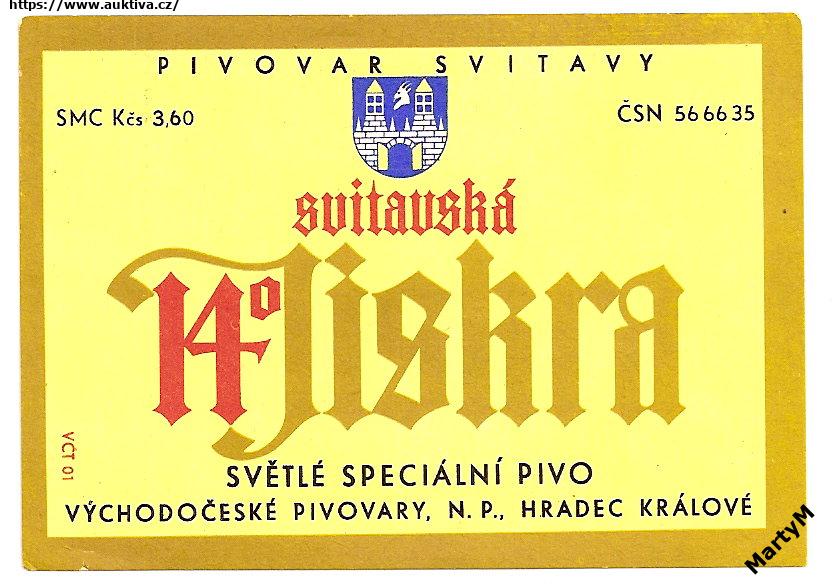 https://www.auktiva.cz/
PIVOVAR SVITAVY
SMC Kčs 3,60
ČSN 56 66 35
svitavská
14° Jiskra
VČT 01
SVĚTLÉ SPECIÁLNÍ PIVO
VÝCHODOČESKÉ PIVOVARY, N. P., HRADEC KRÁLOVÉ
MartyM